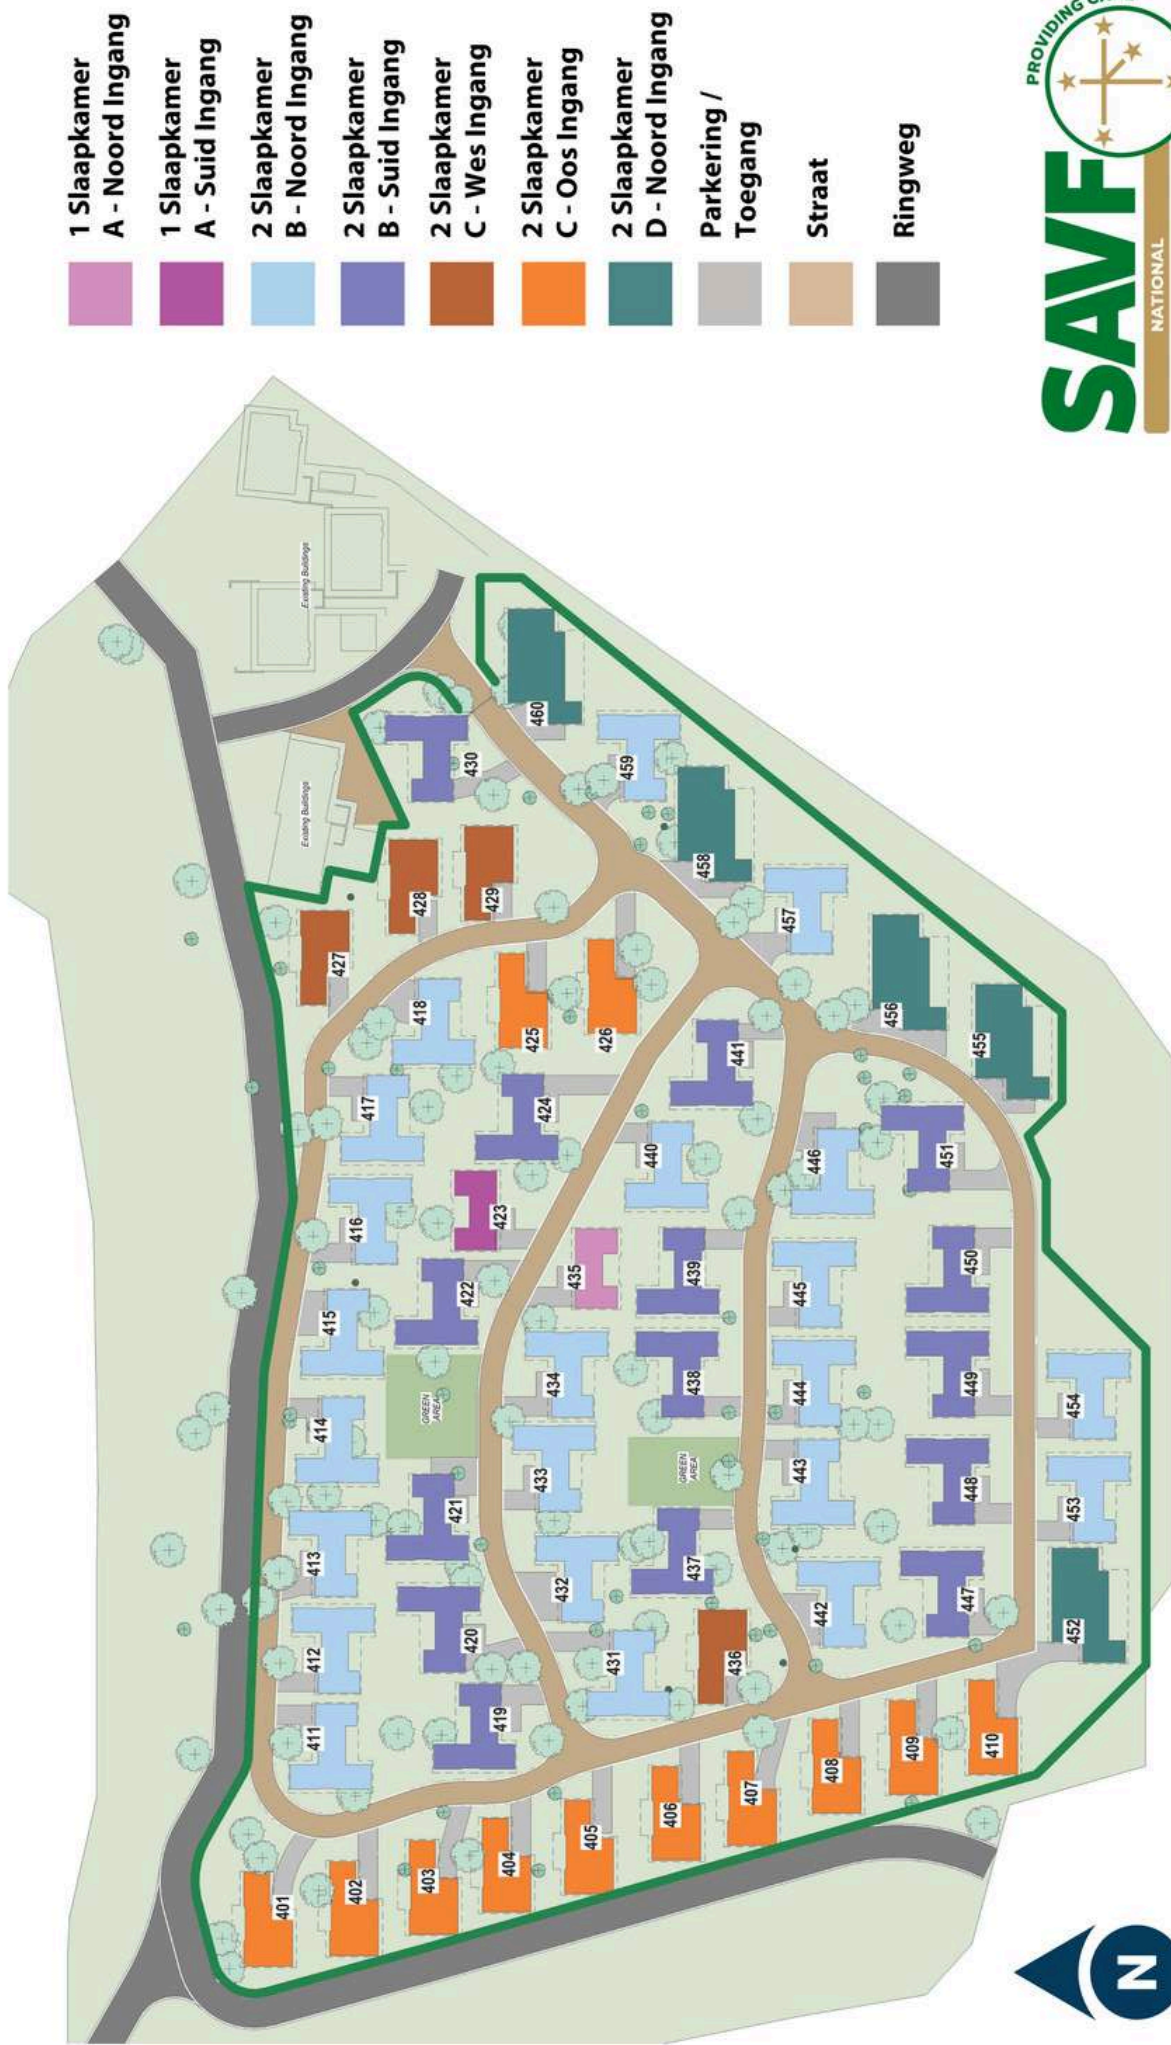 1 Slaapkamer
A - Noord Ingang
1 Slaapkamer
A - Suid Ingang
2 Slaapkamer
B - Noord Ingang
2 Slaapkamer
B - Suid Ingang
2 Slaapkamer
C - Wes Ingang
2 Slaapkamer
C - Oos Ingang
2 Slaapkamer
D - Noord Ingang
Parkering /
Toegang
Straat
Ringweg
PROVIDING
SAVF
NATIONAL
Existing Buildings
Existing Buildings
GREEN
AREA
GREEN
AREA
401
402
403
404
405
406
407
408
409
410
411
412
413
414
415
416
417
418
419
420
421
422
423
424
425
426
427
428
429
430
431
432
433
434
435
436
437
438
439
440
441
442
443
444
445
446
447
448
449
450
451
452
453
454
455
456
457
458
459
460
N